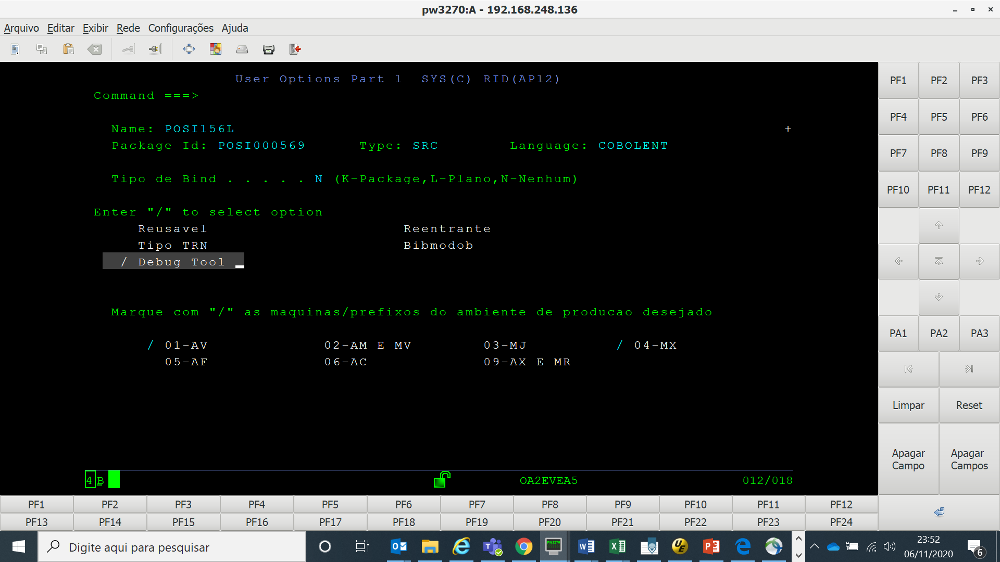 pw3270:A - 192.168.248.136
Arquivo Editar Exibir Rede Configurações Ajuda
User Options Part 1 SYS(C) RID(AP12)
Command ===>
Name: POSI156L +
Package Id: POSI000569 Type: SRC Language: COBOLENT
Tipo de Bind . . . . . N (K-Package,L-Plano,N-Nenhum)
Enter "/" to select option
Reusavel Reentrante
Tipo TRN Bibmodob
/ Debug Tool _
Marque com "/" as maquinas/prefixos do ambiente de producao desejado
/ 01-AV 02-AM E MV 03-MJ / 04-MX
05-AF 06-AC 09-AX E MR
4 B OA2EVEA5 012/018
PF1 PF2 PF3
PF4 PF5 PF6
PF7 PF8 PF9
PF10 PF11 PF12
PA1 PA2 PA3
Limpar Reset
Apagar Campo Apagar Campos
PF1 PF2 PF3 PF4 PF5 PF6 PF7 PF8 PF9 PF10 PF11 PF12
PF13 PF14 PF15 PF16 PF17 PF18 PF19 PF20 PF21 PF22 PF23 PF24
Digite aqui para pesquisar
PW3270
23:52
06/11/2020
6